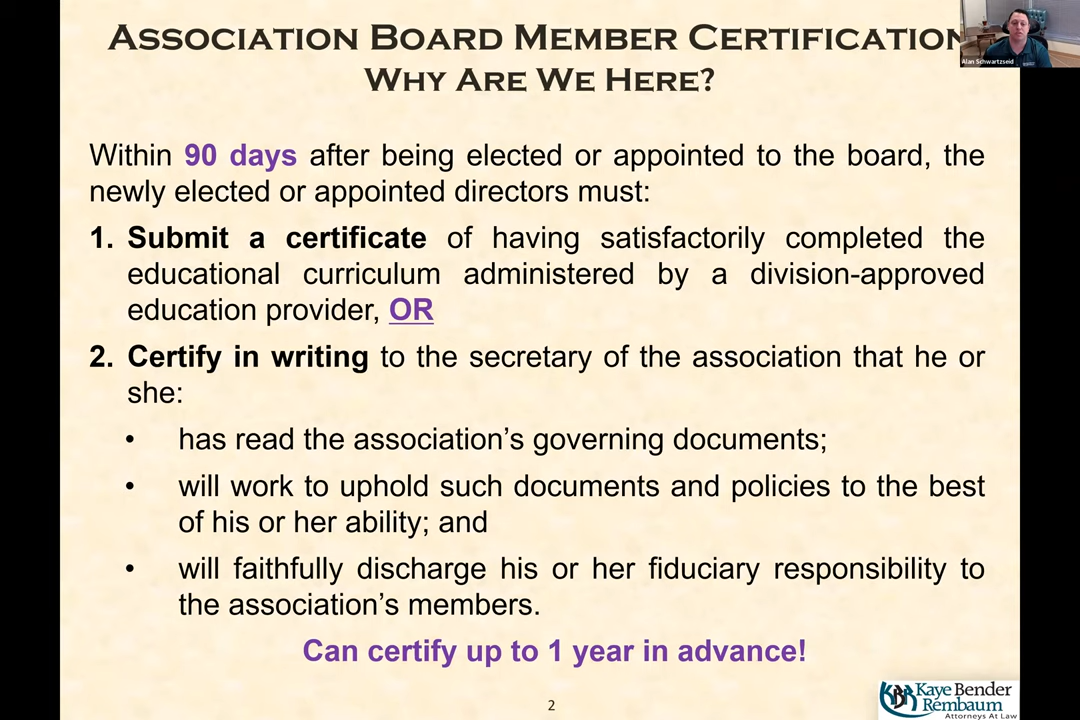 ASSOCIATION BOARD MEMBER CERTIFICATION
WHY ARE WE HERE?
Alan Schwartzseid
Within 90 days after being elected or appointed to the board, the
newly elected or appointed directors must:
1. Submit a certificate of having satisfactorily completed the
educational curriculum administered by a division-approved
education provider, OR
2. Certify in writing to the secretary of the association that he or
she:
• has read the association’s governing documents;
• will work to uphold such documents and policies to the best
of his or her ability; and
• will faithfully discharge his or her fiduciary responsibility to
the association’s members.
Can certify up to 1 year in advance!
2
KBR Kaye Bender
Rembaum
Attorneys At Law